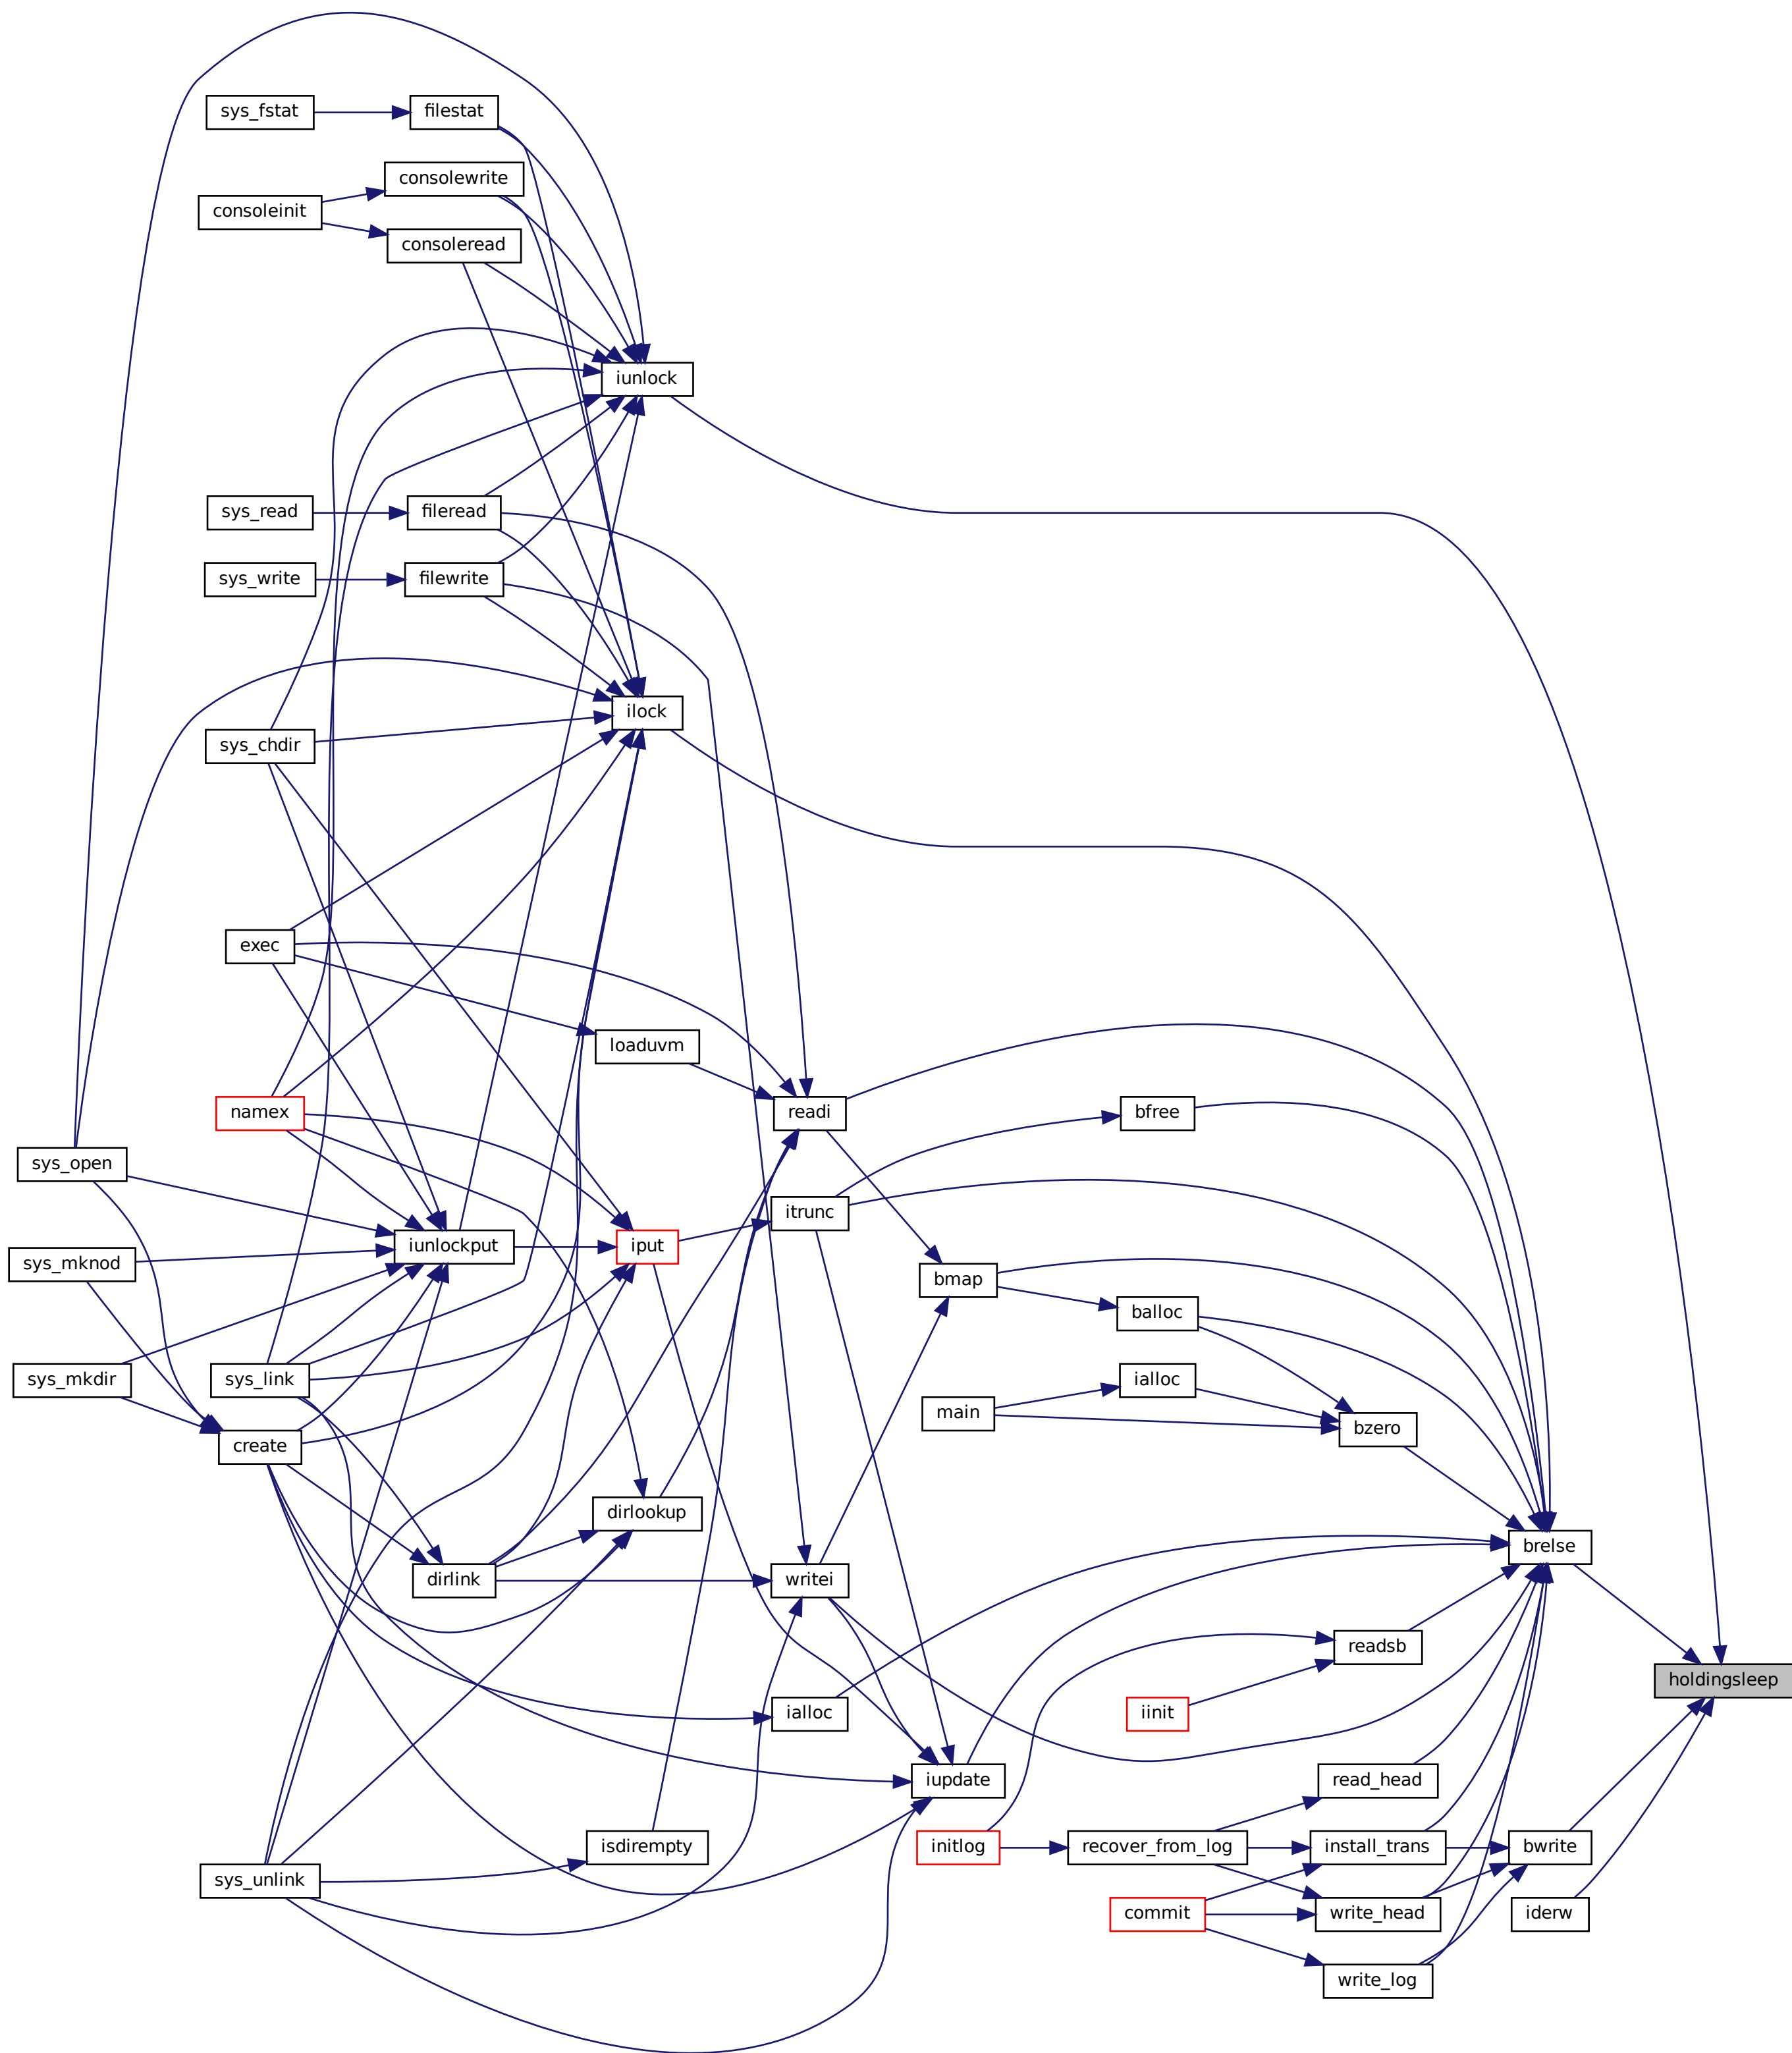 sys_fstat
filestat
consolewrite
consoleinit
consoleread
iunlock
sys_read
fileread
sys_write
filewrite
ilock
sys_chdir
exec
loaduvm
namex
readi
bfree
sys_open
itrunc
iunlockput
iput
sys_mknod
bmap
balloc
sys_mkdir
sys_link
ialloc
main
bzero
create
dirlookup
brelse
dirlink
writei
readsb
holdingsleep
ialloc
iinit
iupdate
read_head
isdirempty
initlog
recover_from_log
install_trans
bwrite
sys_unlink
commit
write_head
iderw
write_log